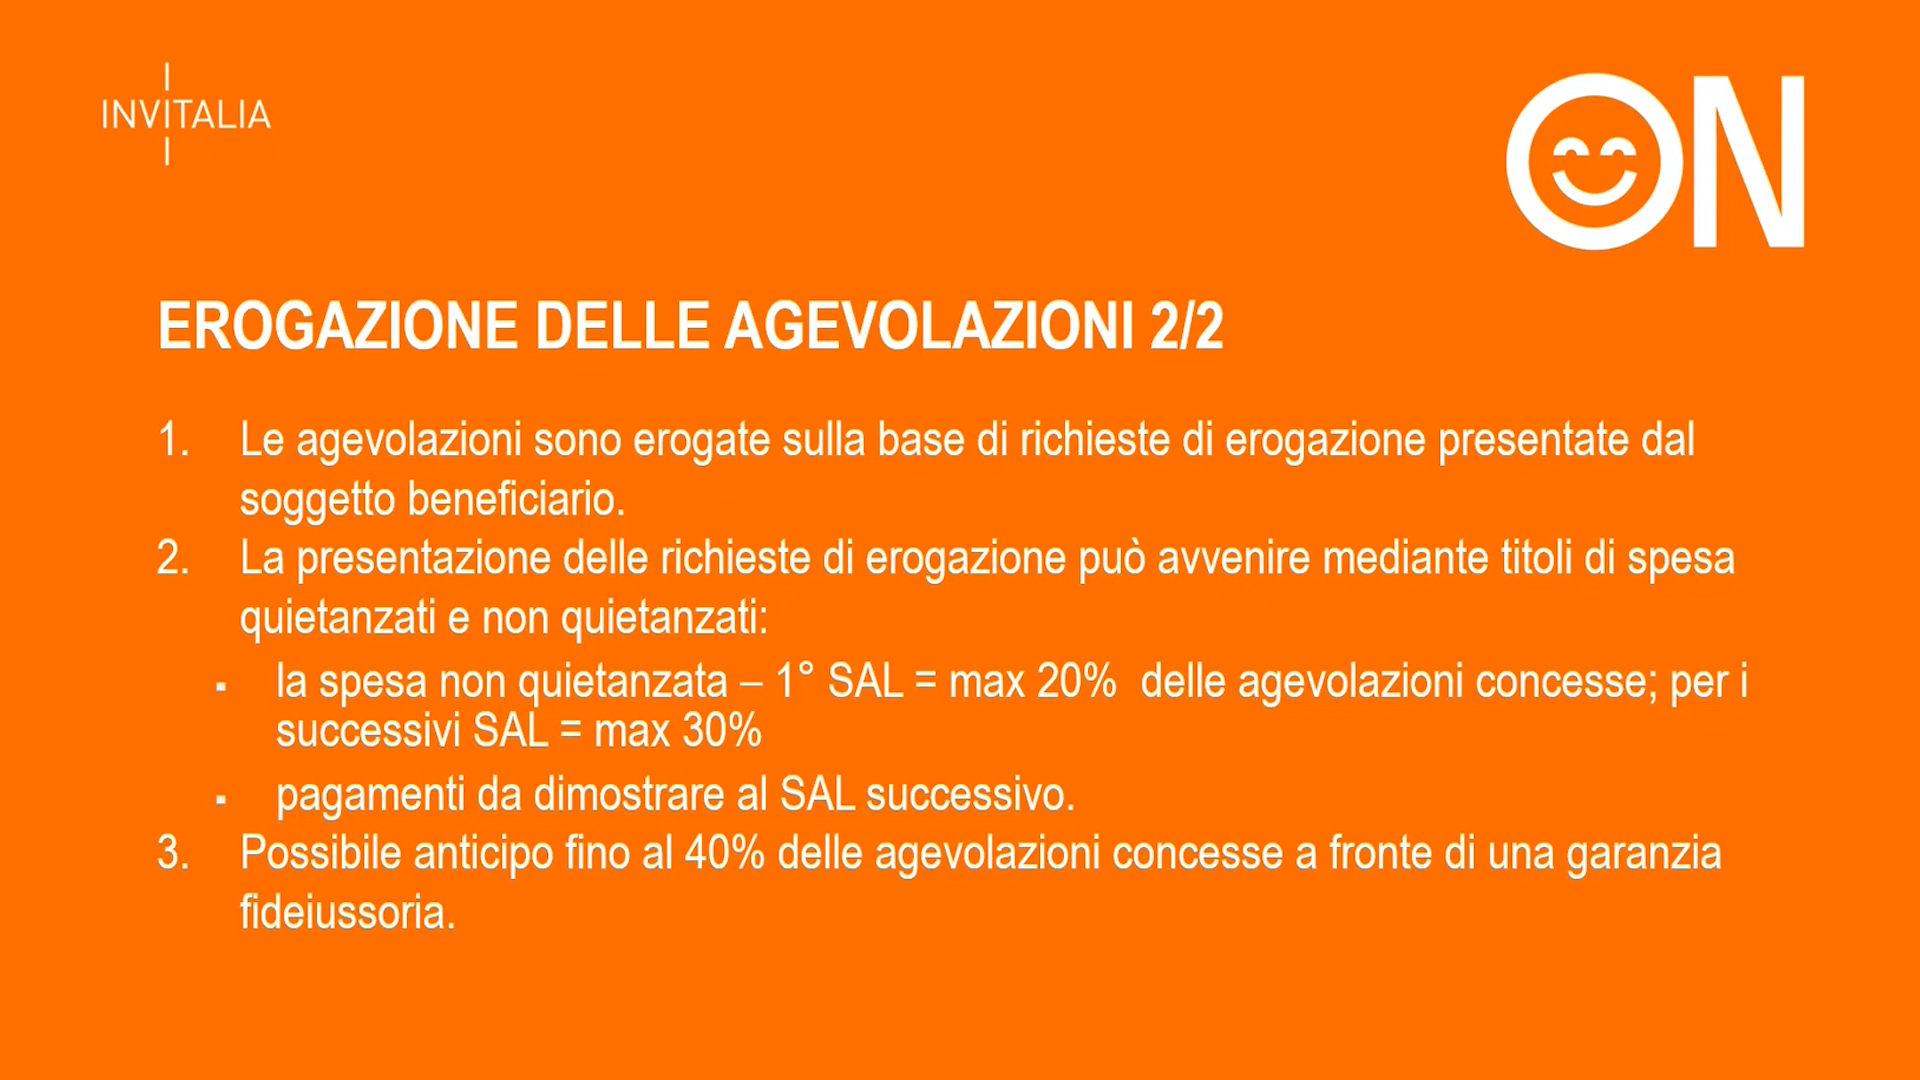 INVITALIA
ON
EROGAZIONE DELLE AGEVOLAZIONI 2/2
1. Le agevolazioni sono erogate sulla base di richieste di erogazione presentate dal
soggetto beneficiario.
2. La presentazione delle richieste di erogazione può avvenire mediante titoli di spesa
quietanzati e non quietanzati:
▪ la spesa non quietanzata – 1° SAL = max 20% delle agevolazioni concesse; per i
successivi SAL = max 30%
▪ pagamenti da dimostrare al SAL successivo.
3. Possibile anticipo fino al 40% delle agevolazioni concesse a fronte di una garanzia
fideiussoria.